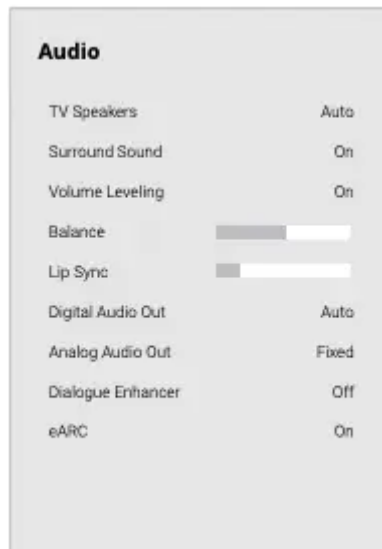 Audio
TV Speakers Auto
Surround Sound On
Volume Leveling On
Balance
Lip Sync
Digital Audio Out Auto
Analog Audio Out Fixed
Dialogue Enhancer Off
eARC On